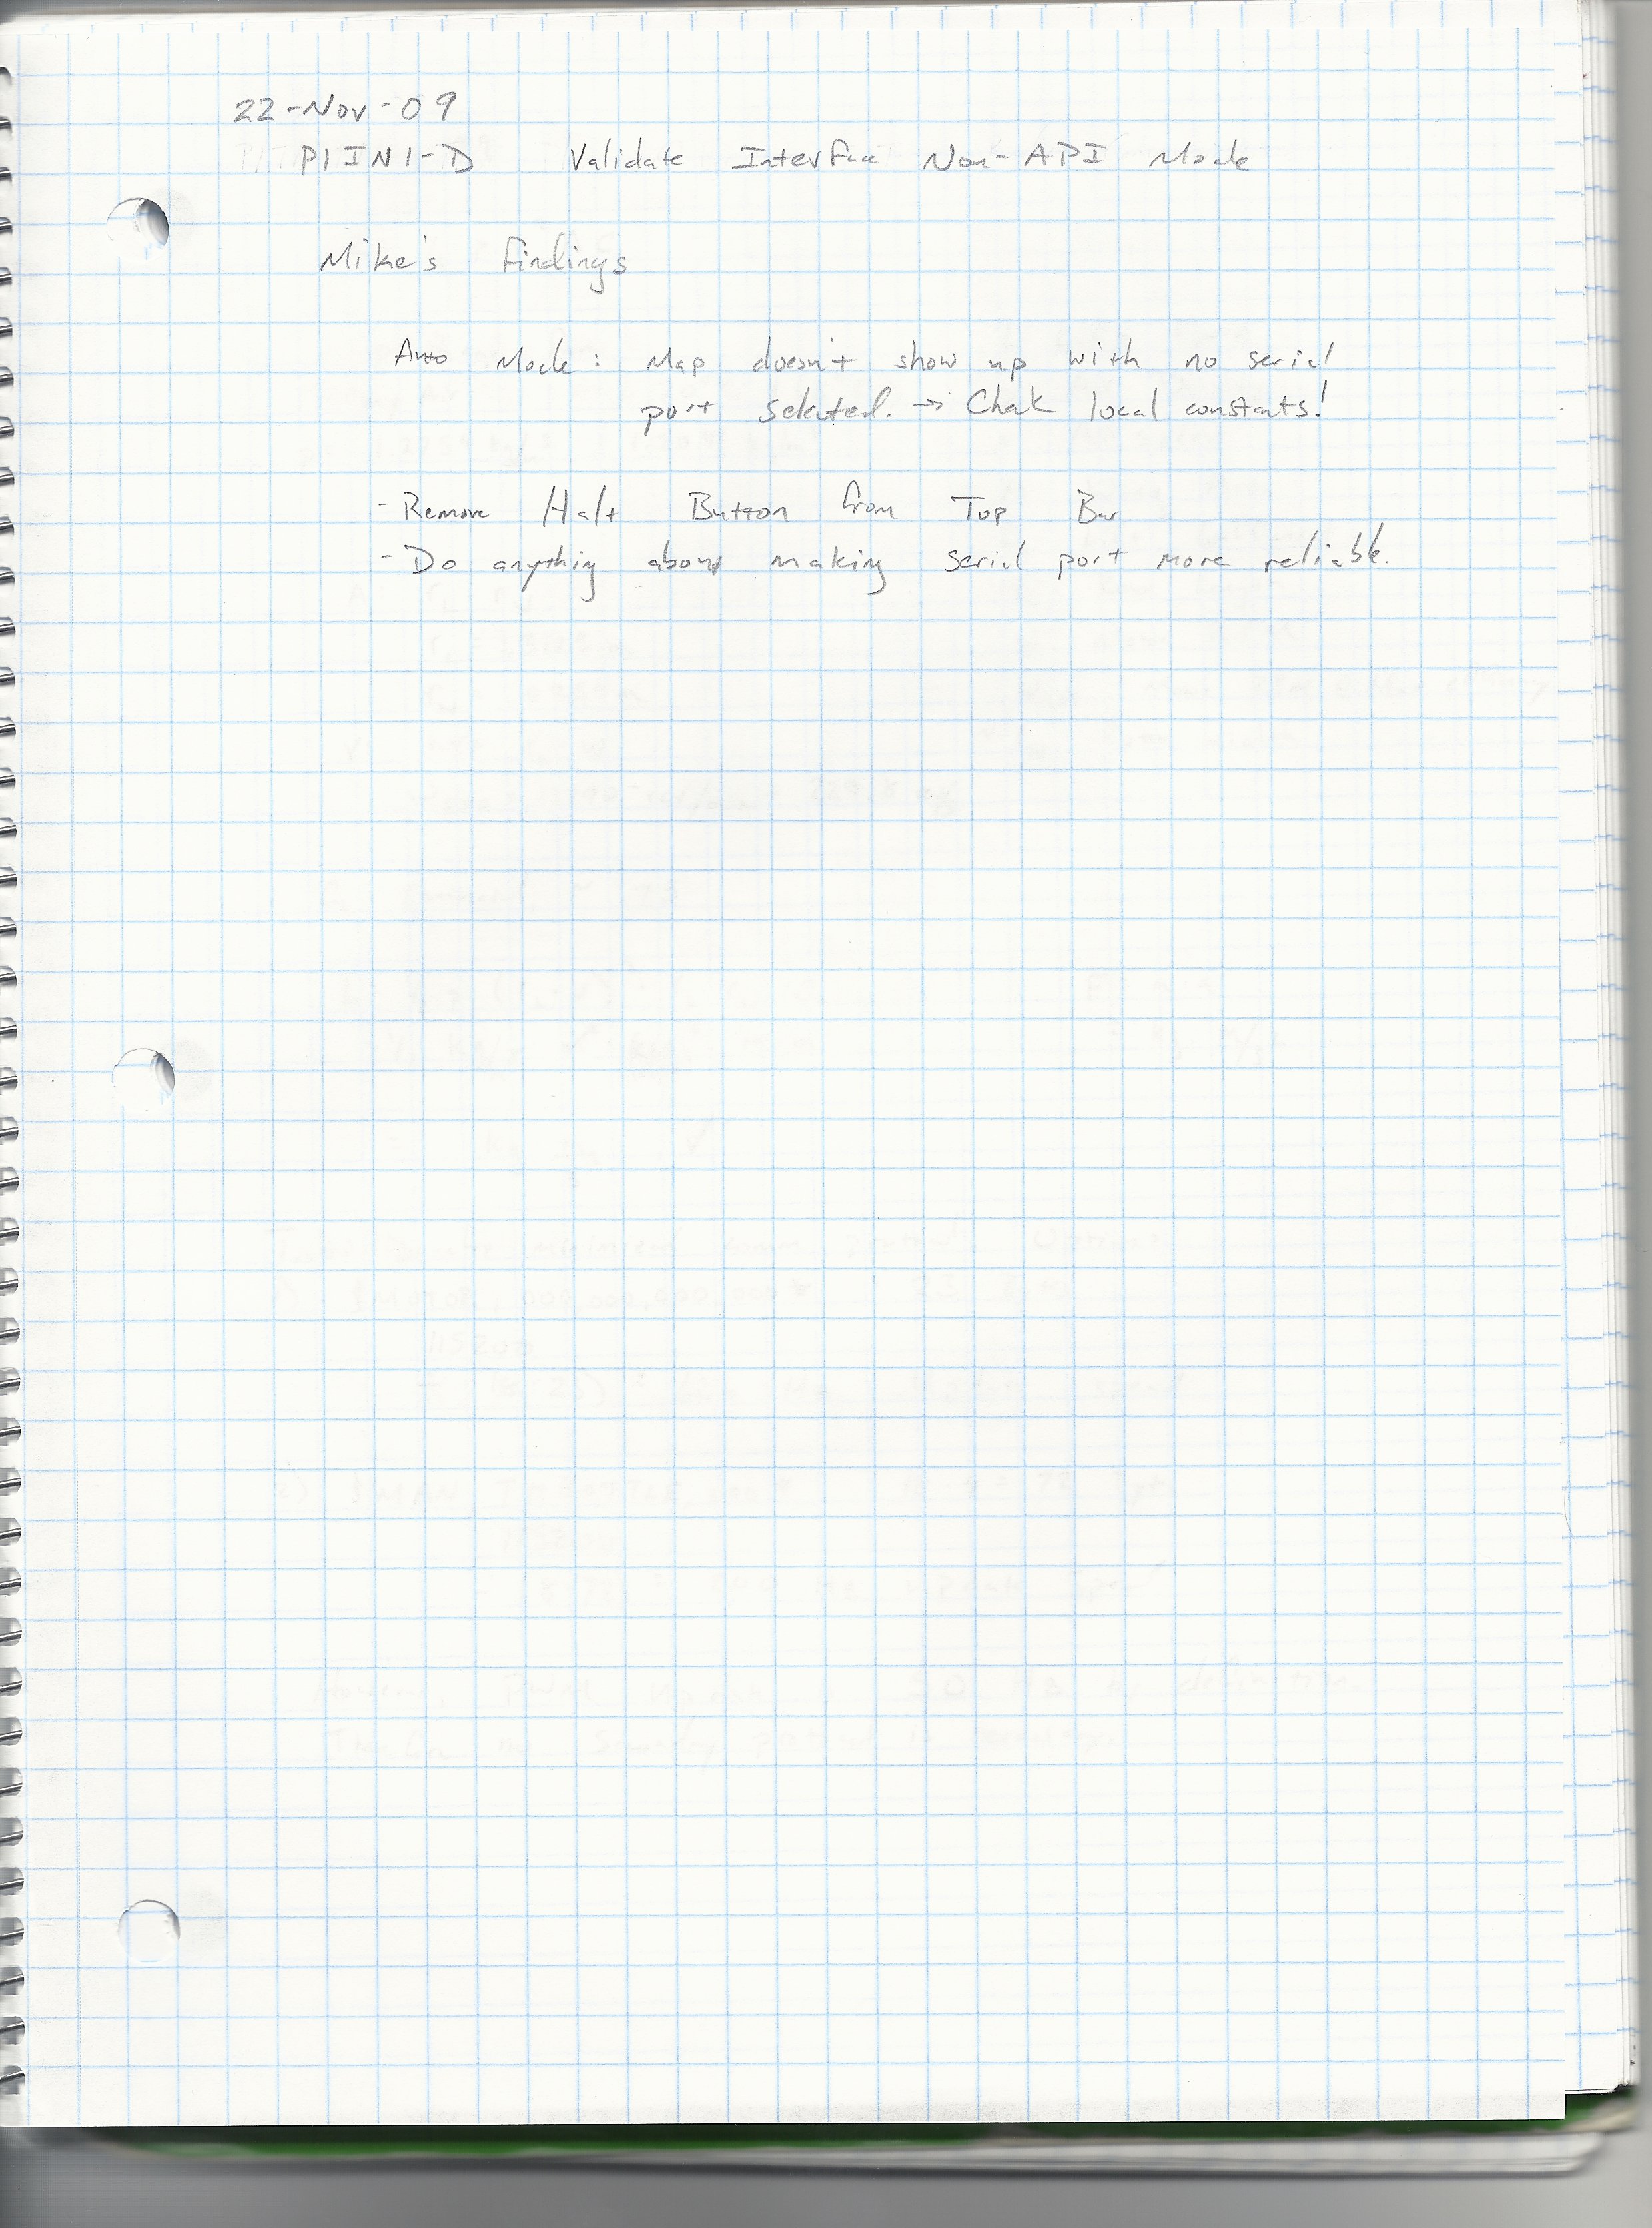 22-Nov-09
P1IN1-D Validate Interface Non-API Mode
Mike's findings
Auto Mode: Map doesn't show up with no serial
port selected. → Check local constants!
- Remove Halt Button from Top Bar
- Do anything about making serial port more reliable.